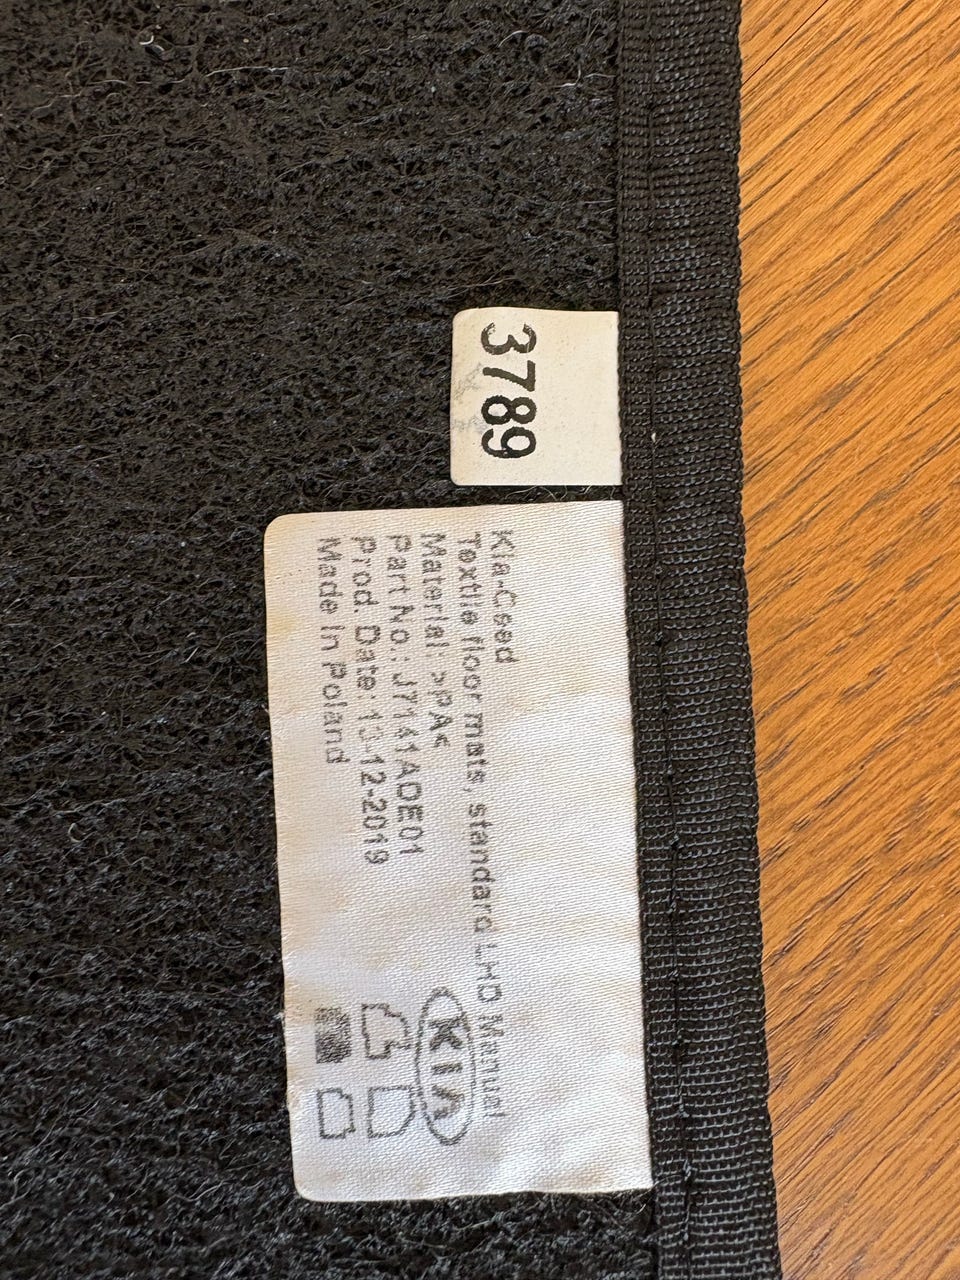 3789
Kia-Ceed
Textile floor mats, standard LHD Manual
Material: >PA<
Part No.: J7141ADE01
Prod. Date: 13-12-2019
Made in Poland
KIA